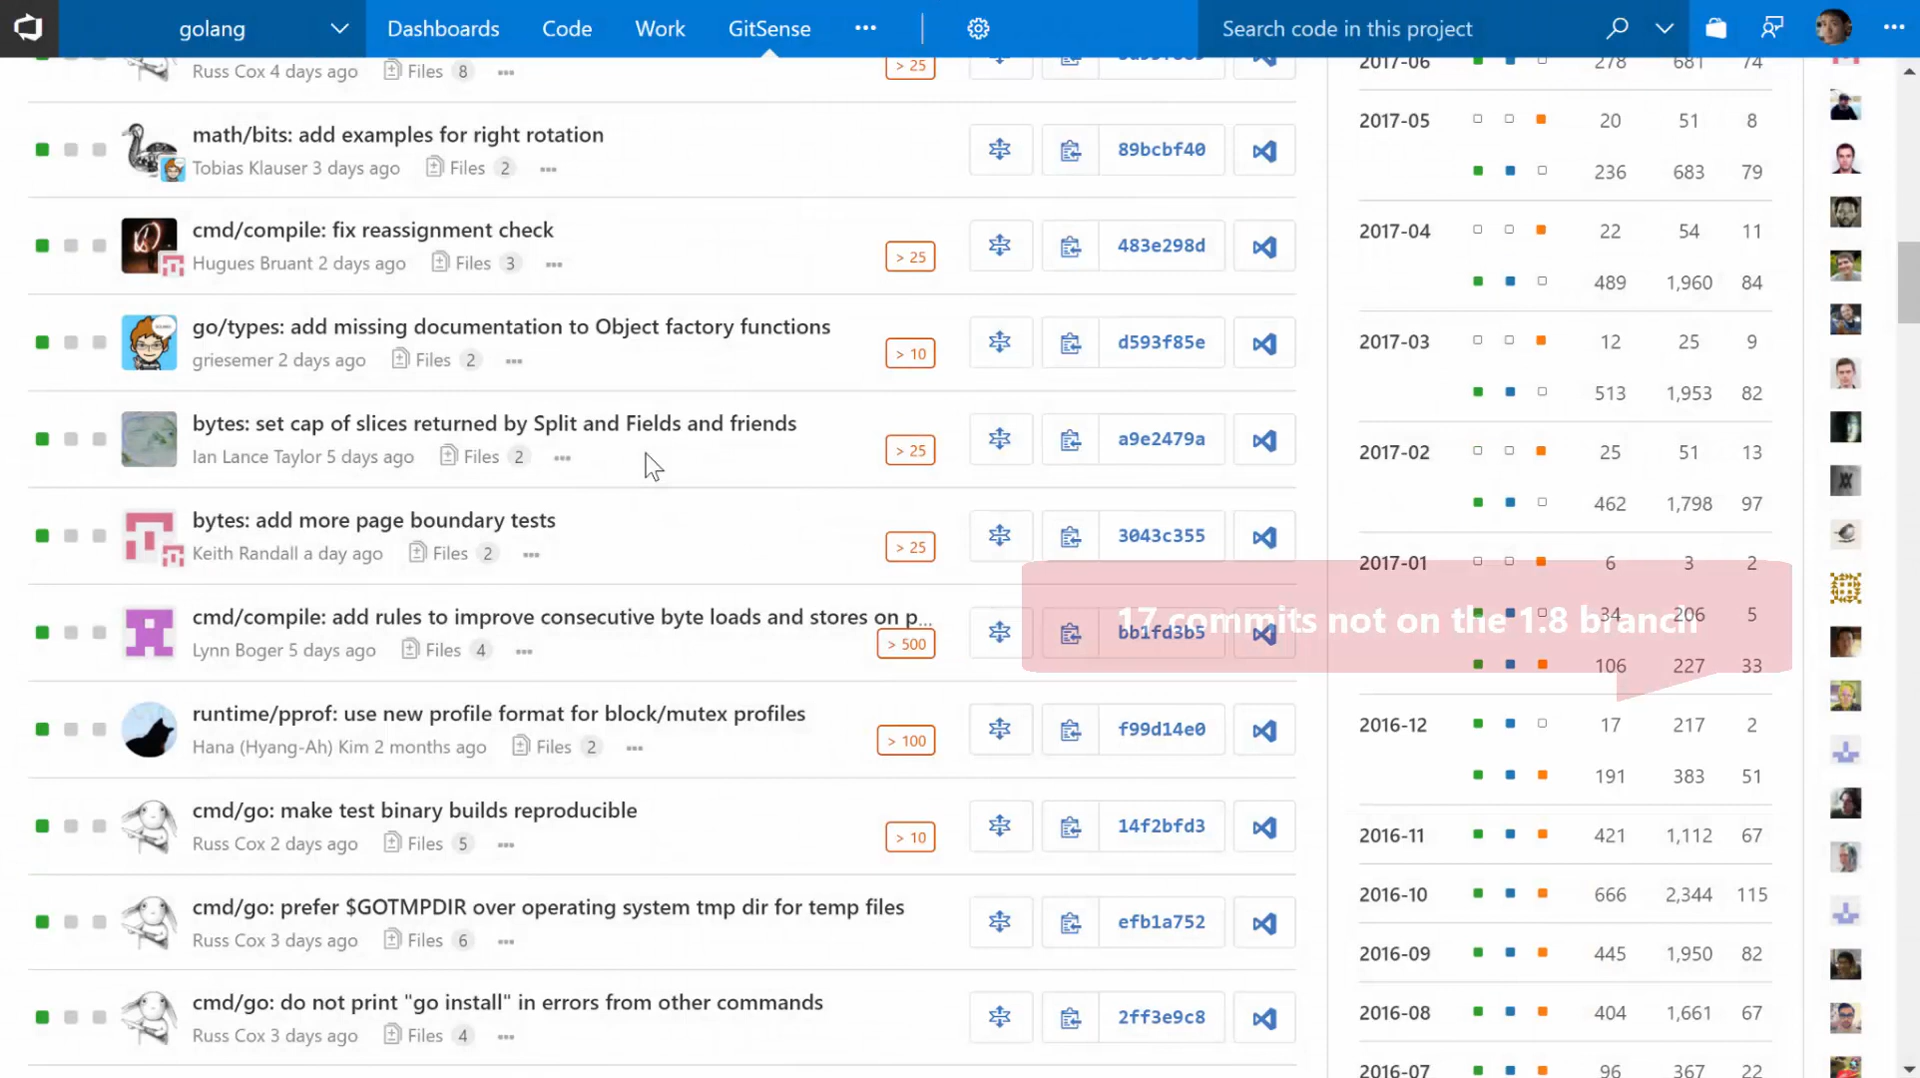 golang Dashboards Code Work GitSense ••• Search code in this project •••
Russ Cox 4 days ago Files 8 •••
> 25
math/bits: add examples for right rotation
Tobias Klauser 3 days ago Files 2 •••
89bcbf40
cmd/compile: fix reassignment check
Hugues Bruant 2 days ago Files 3 •••
> 25
483e298d
go/types: add missing documentation to Object factory functions
griesemer 2 days ago Files 2 •••
> 10
d593f85e
bytes: set cap of slices returned by Split and Fields and friends
Ian Lance Taylor 5 days ago Files 2 •••
> 25
a9e2479a
bytes: add more page boundary tests
Keith Randall a day ago Files 2 •••
> 25
3043c355
cmd/compile: add rules to improve consecutive byte loads and stores on p...
Lynn Boger 5 days ago Files 4 •••
> 500
bb1fd3b5
runtime/pprof: use new profile format for block/mutex profiles
Hana (Hyang-Ah) Kim 2 months ago Files 2 •••
> 100
f99d14e0
cmd/go: make test binary builds reproducible
Russ Cox 2 days ago Files 5 •••
> 10
14f2bfd3
cmd/go: prefer $GOTMPDIR over operating system tmp dir for temp files
Russ Cox 3 days ago Files 6 •••
efb1a752
cmd/go: do not print "go install" in errors from other commands
Russ Cox 3 days ago Files 4 •••
2ff3e9c8
2017-06 278 681 74
2017-05 20 51 8
236 683 79
2017-04 22 54 11
489 1,960 84
2017-03 12 25 9
513 1,953 82
2017-02 25 51 13
462 1,798 97
2017-01 6 3 2
34 206 5
17 commits not on the 1.8 branch
106 227 33
2016-12 17 217 2
191 383 51
2016-11 421 1,112 67
2016-10 666 2,344 115
2016-09 445 1,950 82
2016-08 404 1,661 67
2016-07 96 367 22